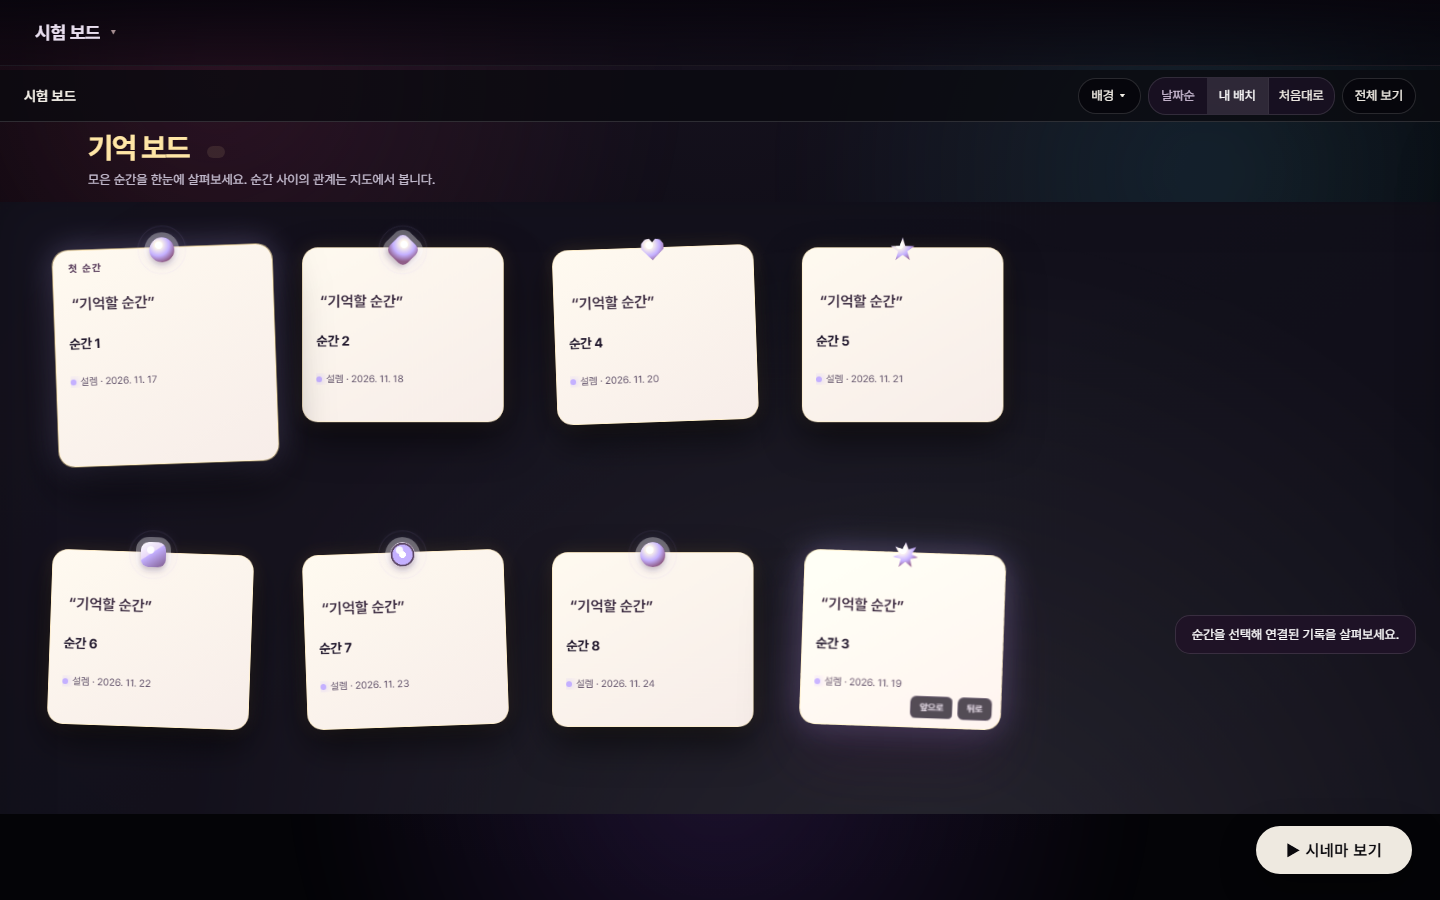 시험 보드
시험 보드
배경
날짜순
내 배치
처음대로
전체 보기
기억 보드
모은 순간을 한눈에 살펴보세요. 순간 사이의 관계는 지도에서 봅니다.
첫 순간
“기억할 순간”
순간 1
설렘 · 2026. 11. 17
“기억할 순간”
순간 2
설렘 · 2026. 11. 18
“기억할 순간”
순간 4
설렘 · 2026. 11. 20
“기억할 순간”
순간 5
설렘 · 2026. 11. 21
“기억할 순간”
순간 6
설렘 · 2026. 11. 22
“기억할 순간”
순간 7
설렘 · 2026. 11. 23
“기억할 순간”
순간 8
설렘 · 2026. 11. 24
“기억할 순간”
순간 3
설렘 · 2026. 11. 19
앞으로
뒤로
순간을 선택해 연결된 기록을 살펴보세요.
▶ 시네마 보기